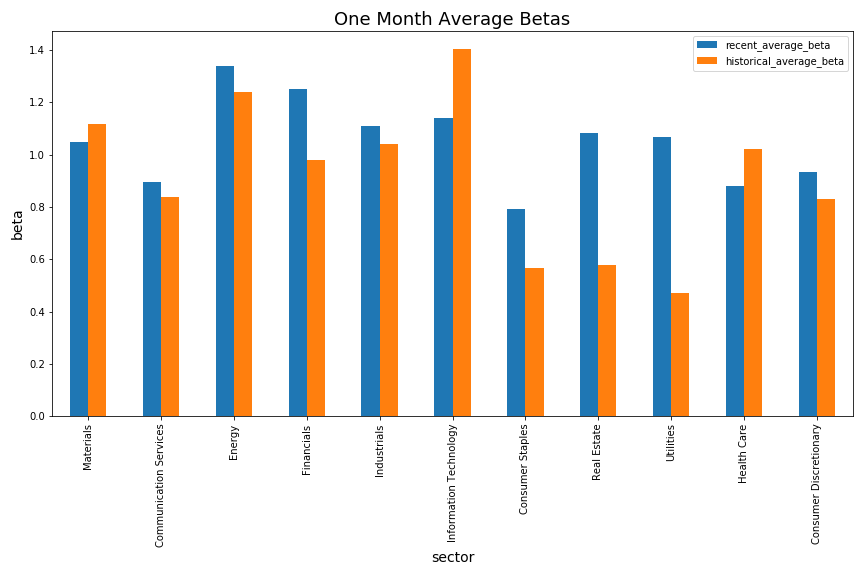 One Month Average Betas
recent_average_beta
historical_average_beta
beta
1.4
1.2
1.0
0.8
0.6
0.4
0.2
0.0
Materials
Communication Services
Energy
Financials
Industrials
Information Technology
Consumer Staples
Real Estate
Utilities
Health Care
Consumer Discretionary
sector